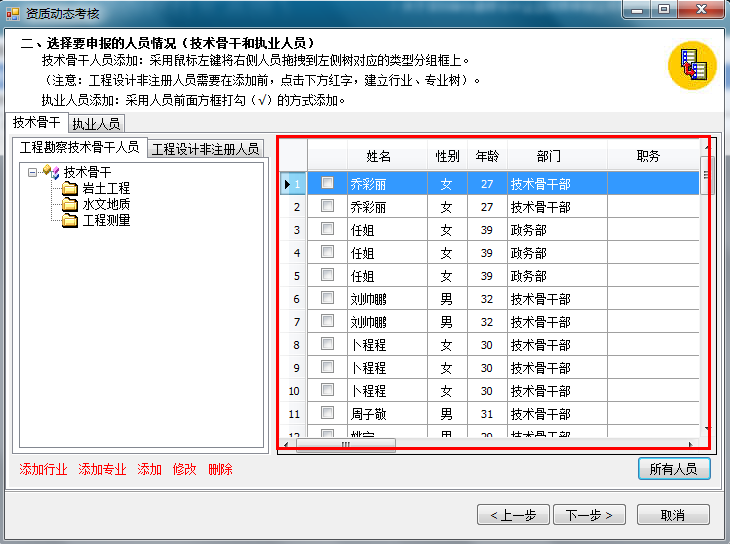 资质动态考核
二、选择要申报的人员情况（技术骨干和执业人员）
技术骨干人员添加：采用鼠标左键将右侧人员拖拽到左侧树对应的类型分组框上。
（注意：工程设计非注册人员需要在添加前，点击下方红字，建立行业、专业树）。
执业人员添加：采用人员前面方框打勾（√）的方式添加。
技术骨干 执业人员
工程勘察技术骨干人员 工程设计非注册人员
技术骨干
岩土工程
水文地质
工程测量
姓名 性别 年龄 部门 职务
1 乔彩丽 女 27 技术骨干部
2 乔彩丽 女 27 技术骨干部
3 任姐 女 39 政务部
4 任姐 女 39 政务部
5 任姐 女 39 政务部
6 刘帅鹏 男 32 技术骨干部
7 刘帅鹏 男 32 技术骨干部
8 卜程程 女 30 技术骨干部
9 卜程程 女 30 技术骨干部
10 卜程程 女 30 技术骨干部
11 周子敬 男 31 技术骨干部
12 男 29 技术骨干部
添加行业 添加专业 添加 修改 删除
所有人员
< 上一步 下一步 > 取消